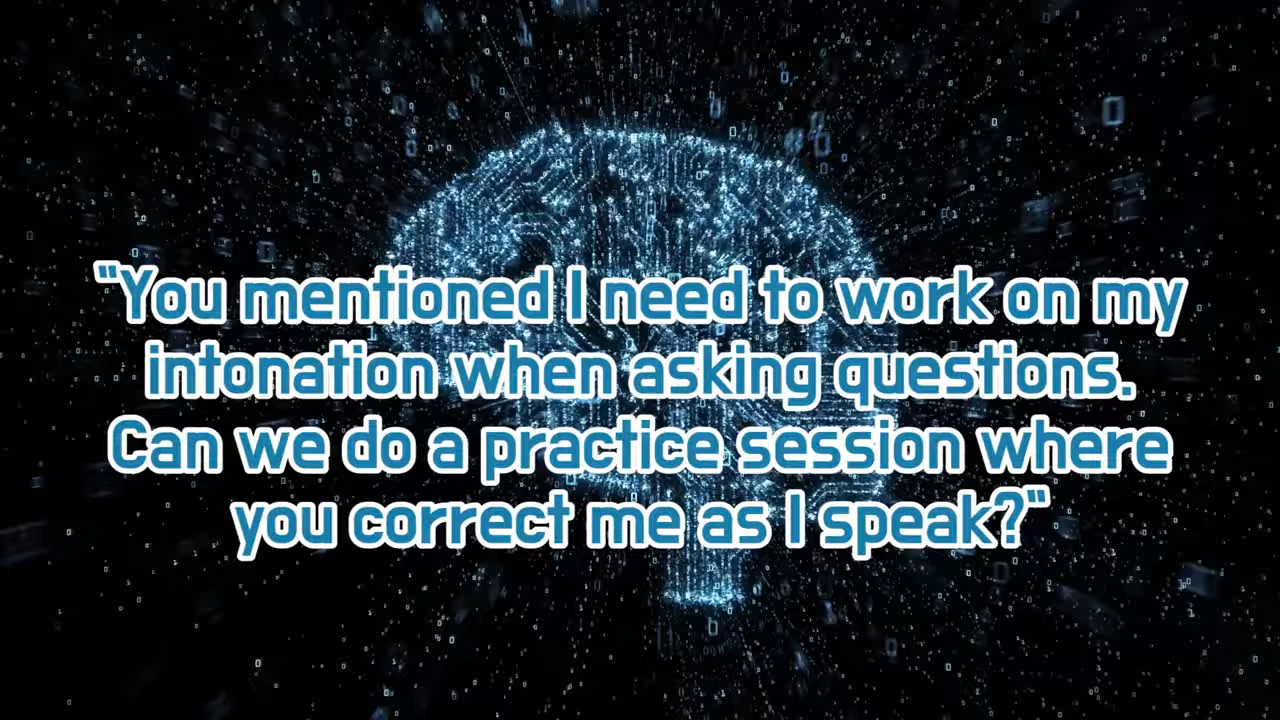 "You mentioned I need to work on my
intonation when asking questions.
Can we do a practice session where
you correct me as I speak?"